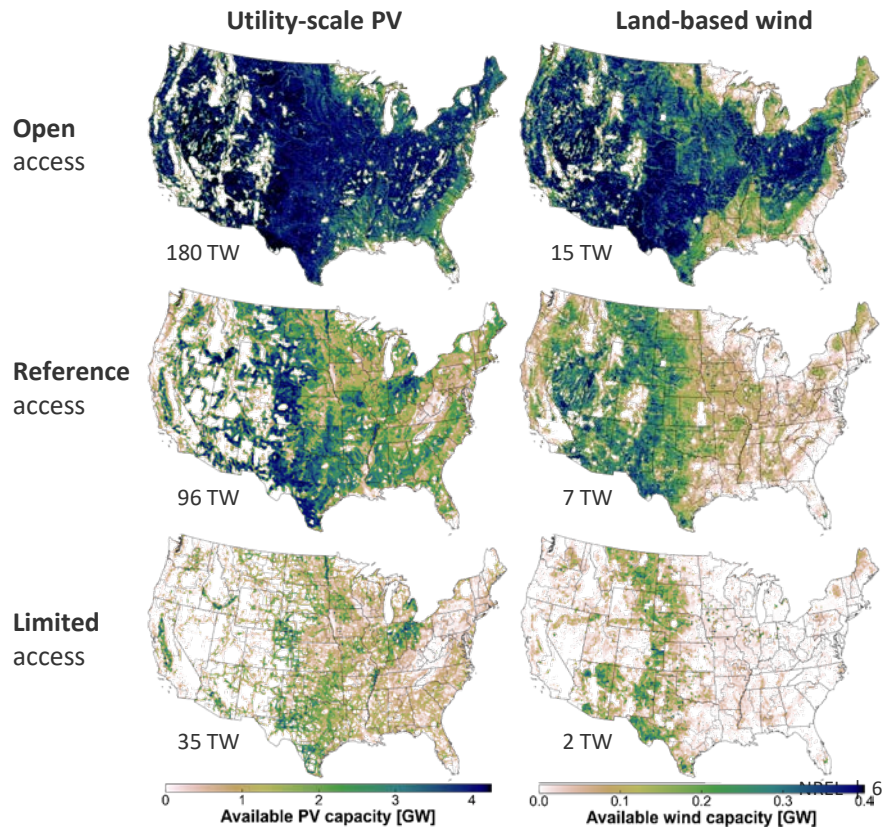 Utility-scale PV
Land-based wind
Open
access
180 TW
15 TW
Reference
access
96 TW
7 TW
Limited
access
35 TW
2 TW
NREL | 6
0 1 2 3 4
0.0 0.1 0.2 0.3 0.4
Available PV capacity [GW]
Available wind capacity [GW]